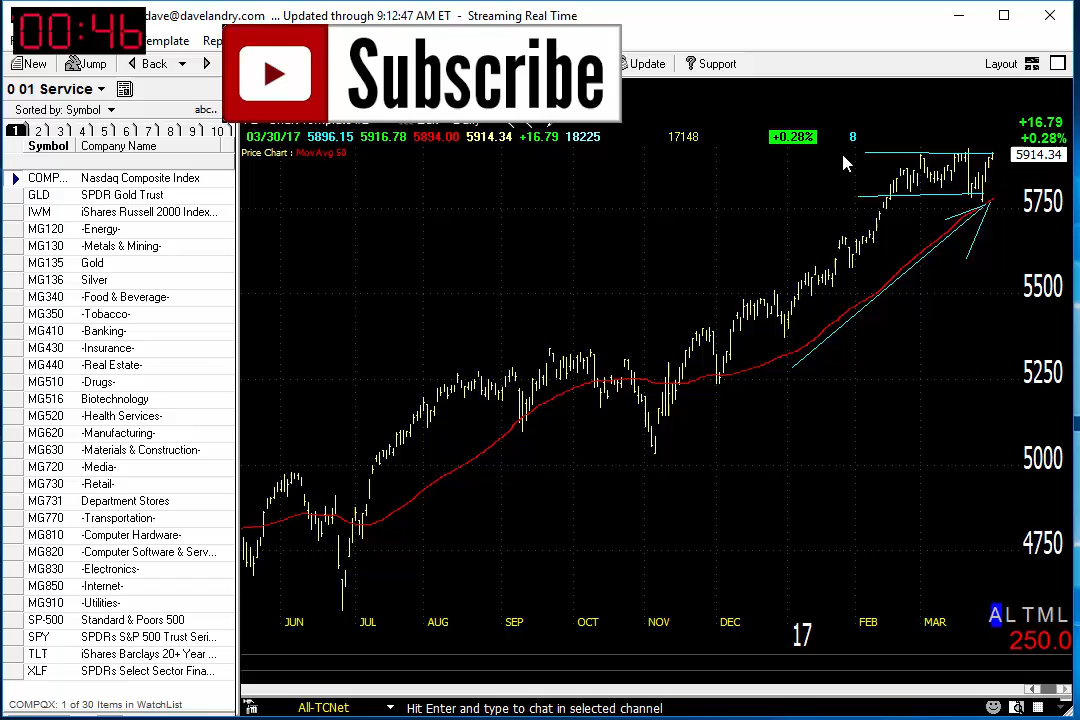 dave@davelandry.com ... Updated through 9:12:47 AM ET - Streaming Real Time
00:46
emplate Rep
Subscribe
New Jump Back Update Support Layout
0 01 Service
Sorted by: Symbol abc..
1 2 3 4 5 6 7 8 9 10
Symbol Company Name
COMP... Nasdaq Composite Index
GLD SPDR Gold Trust
IWM iShares Russell 2000 Index...
MG120 -Energy-
MG130 -Metals & Mining-
MG135 Gold
MG136 Silver
MG340 -Food & Beverage-
MG350 -Tobacco-
MG410 -Banking-
MG430 -Insurance-
MG440 -Real Estate-
MG510 -Drugs-
MG516 Biotechnology
MG520 -Health Services-
MG620 -Manufacturing-
MG630 -Materials & Construction-
MG720 -Media-
MG730 -Retail-
MG731 Department Stores
MG770 -Transportation-
MG810 -Computer Hardware-
MG820 -Computer Software & Serv...
MG830 -Electronics-
MG850 -Internet-
MG910 -Utilities-
SP-500 Standard & Poors 500
SPY SPDRs S&P 500 Trust Seri...
TLT iShares Barclays 20+ Year ...
XLF SPDRs Select Sector Fina...
COMPQX: 1 of 30 Items in WatchList
03/30/17 5896.15 5916.78 5894.00 5914.34 +16.79 18225 17148 +0.28% 8
Price Chart : MovAvg 50
+16.79
+0.28%
5914.34
5750
5500
5250
5000
4750
JUN JUL AUG SEP OCT NOV DEC 17 FEB MAR
A L T M L
250.0
All-TCNet Hit Enter and type to chat in selected channel